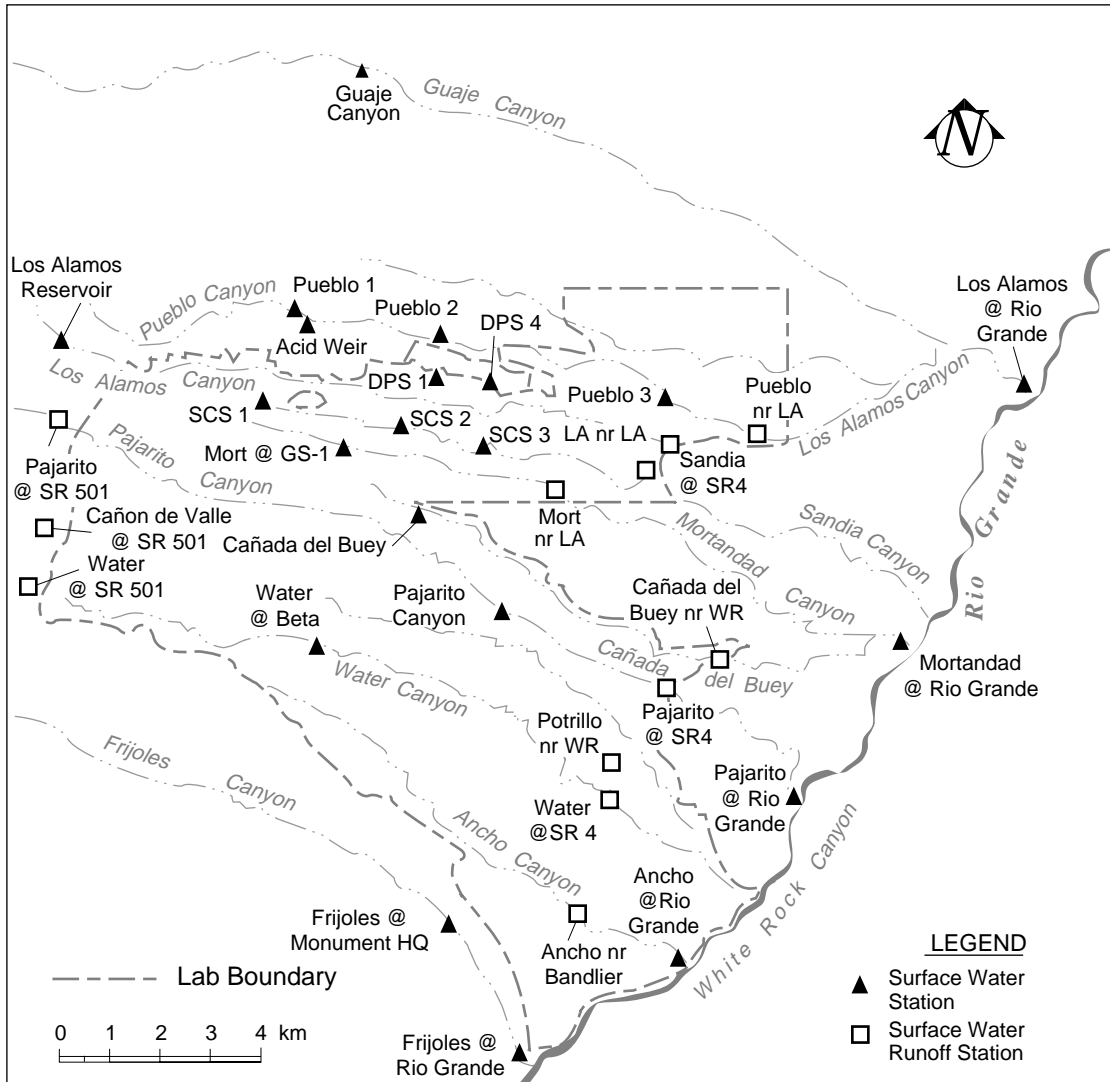 Guaje
Canyon
Guaje Canyon
N
Los Alamos
Reservoir
Pueblo Canyon
Pueblo 1
Acid Weir
Pueblo 2
DPS 4
DPS 1
Los Alamos
@ Rio
Grande
Los Alamos Canyon
SCS 1
SCS 2
SCS 3
Mort @ GS-1
Pueblo 3
LA nr LA
Pueblo
nr LA
Los Alamos Canyon
Sandia
@ SR4
Pajarito
@ SR 501
Pajarito Canyon
Cañon de Valle
@ SR 501
Water
@ SR 501
Cañada del Buey
Mort
nr LA
Mortandad Canyon
Sandia Canyon
Rio Grande
Water
@ Beta
Pajarito
Canyon
Cañada del
Buey nr WR
Cañada del Buey
Mortandad
@ Rio Grande
Water Canyon
Pajarito
@ SR4
Potrillo
nr WR
Water
@SR 4
Pajarito
@ Rio
Grande
Frijoles Canyon
Ancho Canyon
Ancho
@Rio
Grande
White Rock Canyon
Frijoles @
Monument HQ
Ancho nr
Bandlier
Lab Boundary
0 1 2 3 4 km
Frijoles @
Rio Grande
LEGEND
Surface Water
Station
Surface Water
Runoff Station